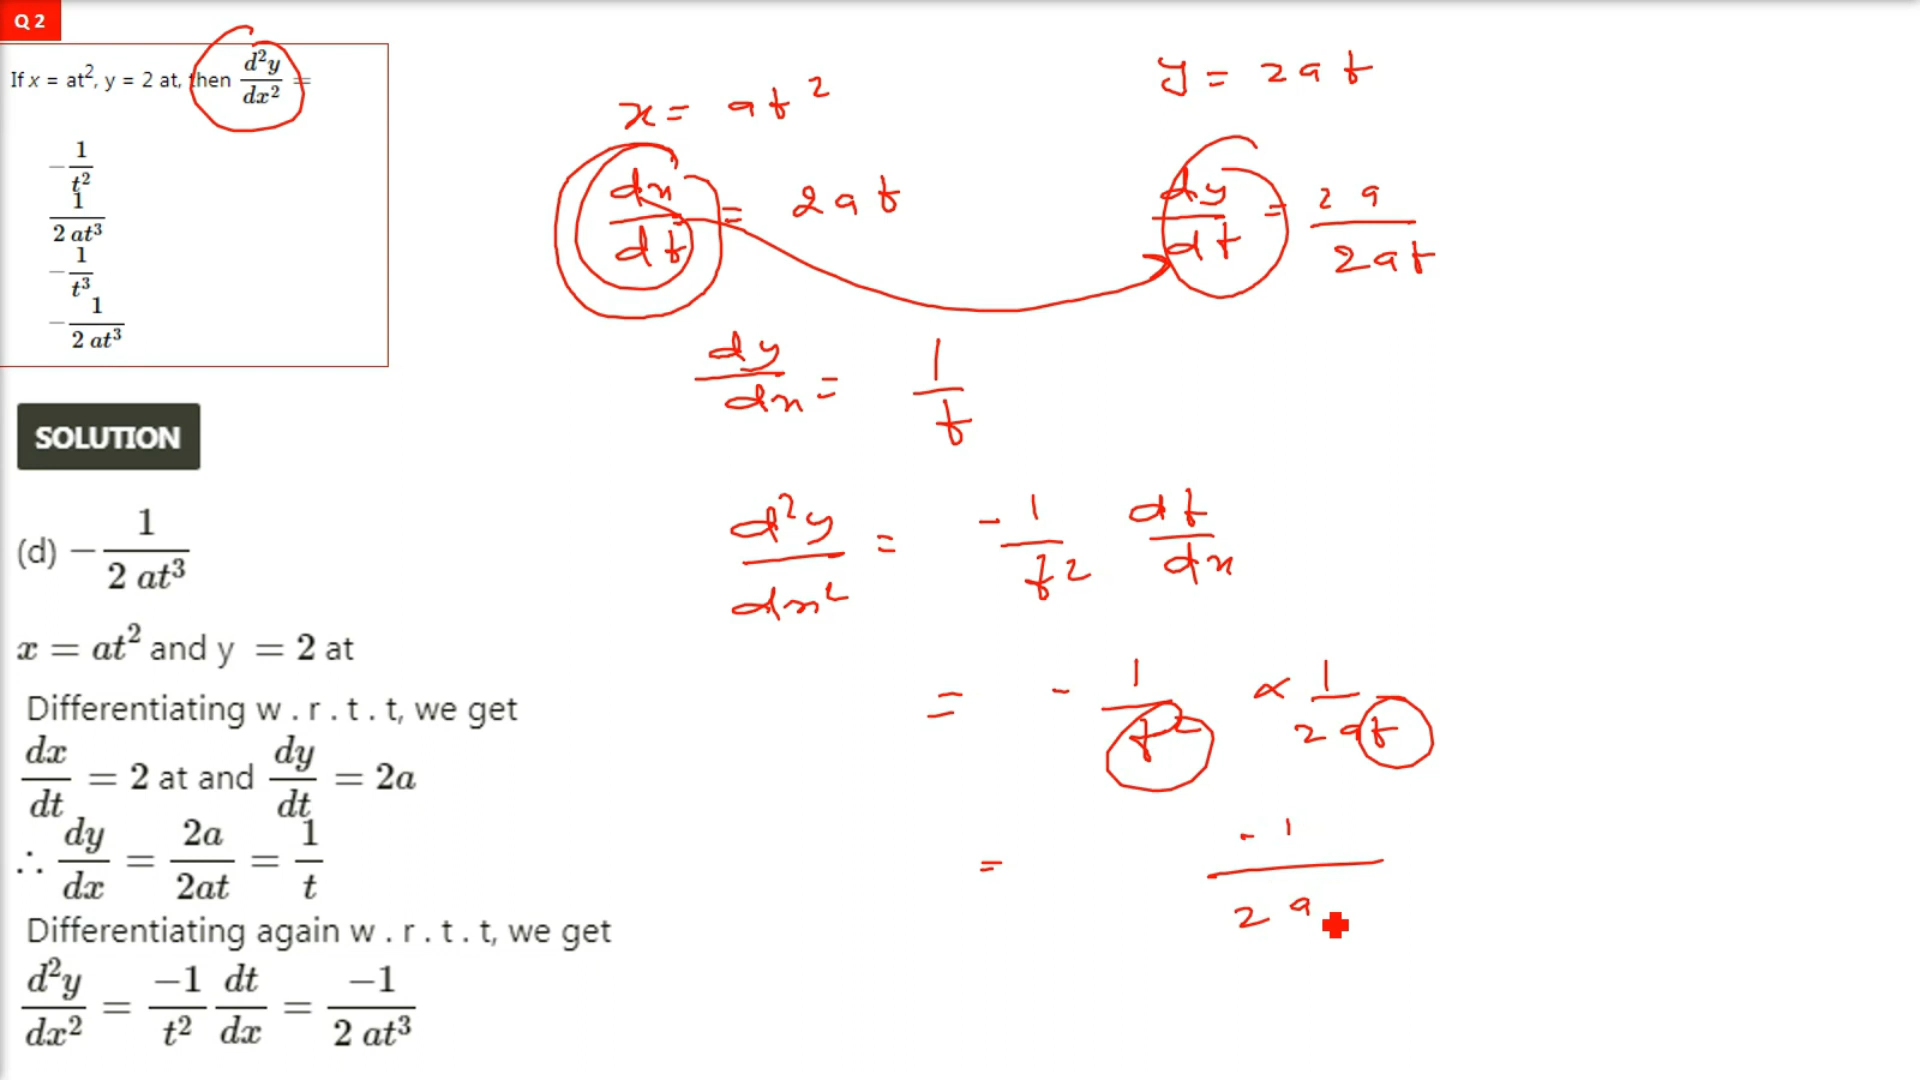 Q 2
If x = at², y = 2 at, then d²y/dx² =
-1/t²
1/2 at³
-1/t³
-1/2 at³
SOLUTION
(d) -1/2 at³
x = at² and y = 2 at
Differentiating w . r . t . t, we get
dx/dt = 2 at and dy/dt = 2a
∴ dy/dx = 2a/2at = 1/t
Differentiating again w . r . t . t, we get
d²y/dx² = -1/t² dt/dx = -1/2 at³
x = at²
y = 2at
dx/dt = 2at
dy/dt = 2a/2at
dy/dx = 1/t
d²y/dx² = -1/t² dt/dx
= -1/t² × 1/2at
= -1/2a